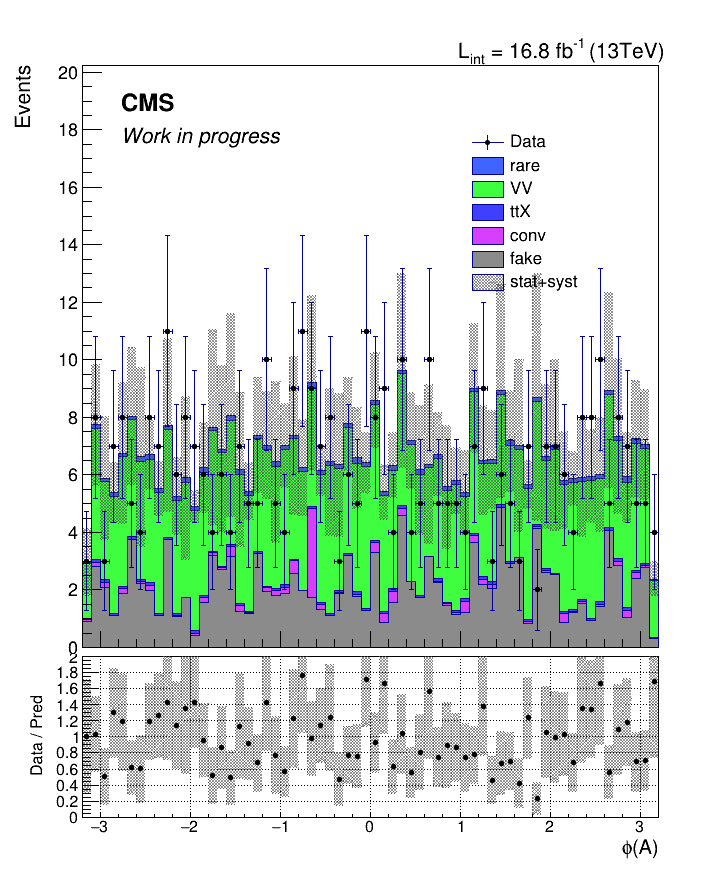 L_int = 16.8 fb^-1 (13TeV)
Events
CMS
Work in progress
Data
rare
VV
ttX
conv
fake
stat+syst
20
18
16
14
12
10
8
6
4
2
0
Data / Pred
2
1.8
1.6
1.4
1.2
1
0.8
0.6
0.4
0.2
0
−3
−2
−1
0
1
2
3
ϕ(A)